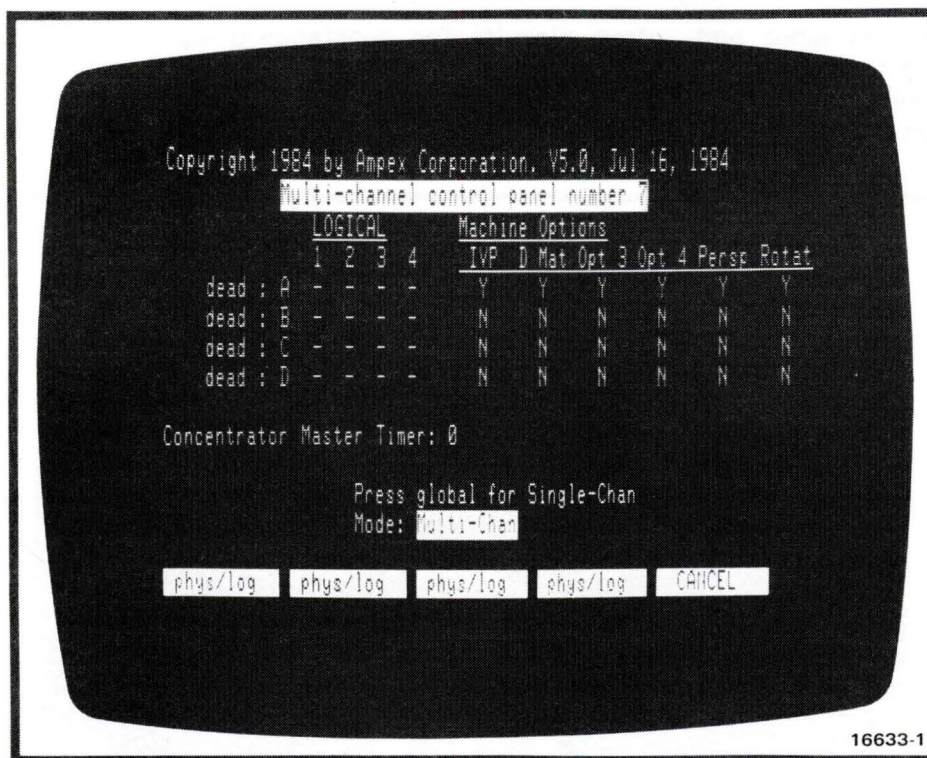 Copyright 1984 by Ampex Corporation. V5.0, Jul 16, 1984
Multi-channel control panel number 7
LOGICAL Machine Options
1 2 3 4 IVP D Mat Opt 3 Opt 4 Persp Rotat
dead : A - - - - Y Y Y Y Y Y
dead : B - - - - N N N N N N
dead : C - - - - N N N N N N
dead : D - - - - N N N N N N
Concentrator Master Timer: 0
Press global for Single-Chan
Mode: Multi-Chan
phys/log phys/log phys/log phys/log CANCEL
16633-1